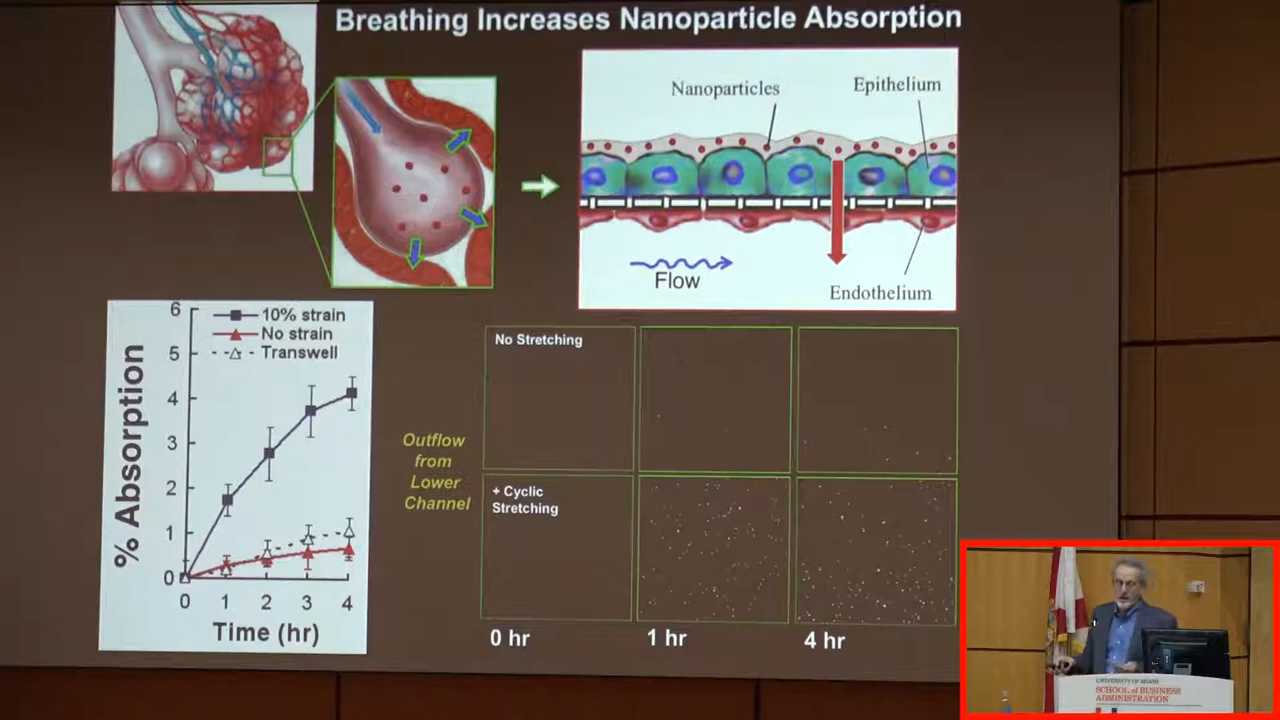 Breathing Increases Nanoparticle Absorption
Nanoparticles
Epithelium
Flow
Endothelium
6
5
4
3
2
1
0
% Absorption
10% strain
No strain
Transwell
0 1 2 3 4
Time (hr)
Outflow
from
Lower
Channel
No Stretching
+ Cyclic
Stretching
0 hr
1 hr
4 hr
UNIVERSITY OF MIAMI
SCHOOL of BUSINESS
ADMINISTRATION